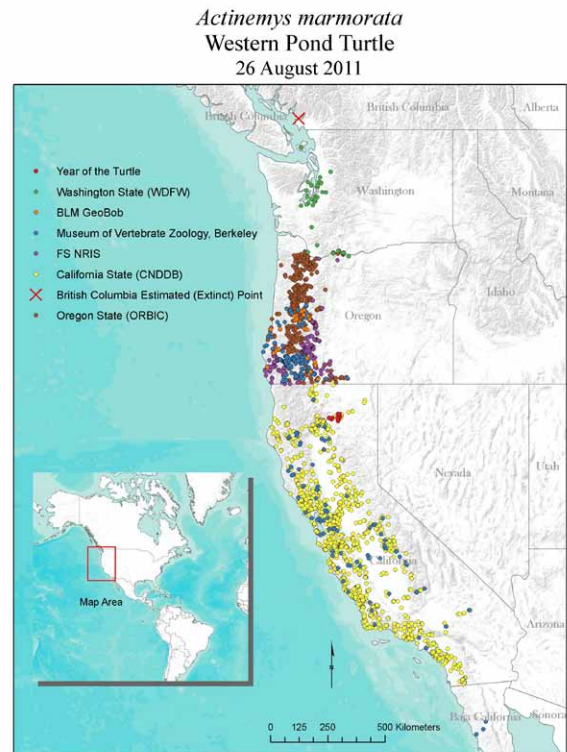 Actinemys marmorata
Western Pond Turtle
26 August 2011
British Columbia
British Columbia
Alberta
Year of the Turtle
Washington State (WDFW)
BLM GeoBob
Museum of Vertebrate Zoology, Berkeley
FS NRIS
California State (CNDDB)
British Columbia Estimated (Extinct) Point
Oregon State (ORBIC)
Washington
Montana
Idaho
Oregon
Nevada
Utah
California
Arizona
Baja California
Sonora
Map Area
0 125 250 500 Kilometers